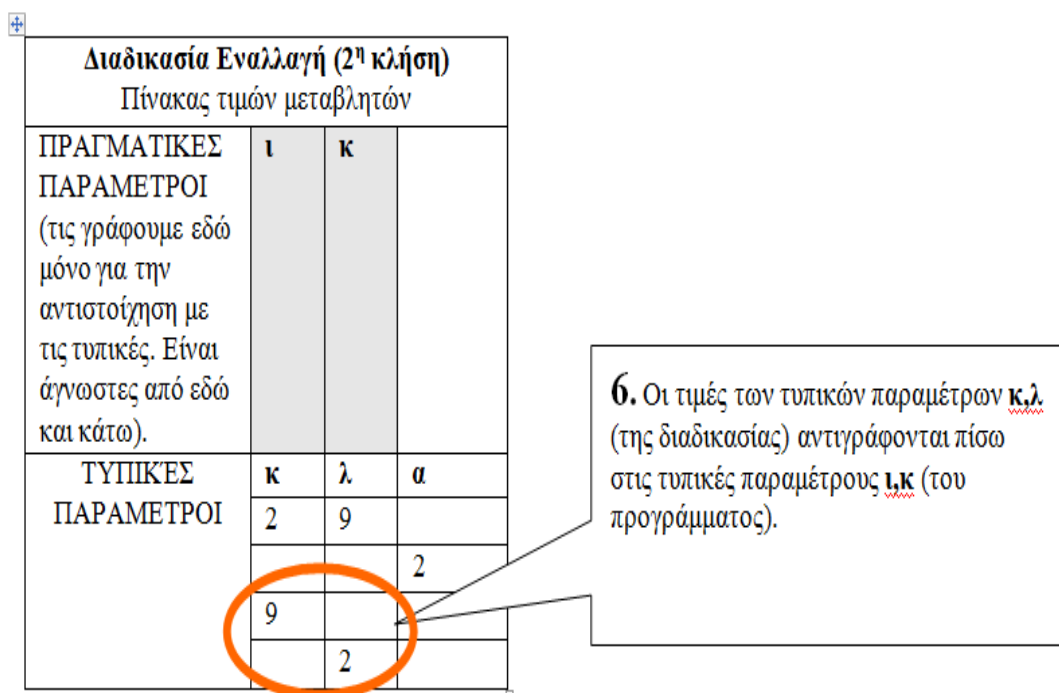 Διαδικασία Εναλλαγή (2η κλήση)
Πίνακας τιμών μεταβλητών
ΠΡΑΓΜΑΤΙΚΕΣ ι κ
ΠΑΡΑΜΕΤΡΟΙ
(τις γράφουμε εδώ
μόνο για την
αντιστοίχηση με
τις τυπικές. Είναι
άγνωστες από εδώ
και κάτω).
ΤΥΠΙΚΈΣ κ λ α
ΠΑΡΑΜΕΤΡΟΙ 2 9
2
9
2
6. Οι τιμές των τυπικών παραμέτρων κ,λ
(της διαδικασίας) αντιγράφονται πίσω
στις τυπικές παραμέτρους ι,κ (του
προγράμματος).